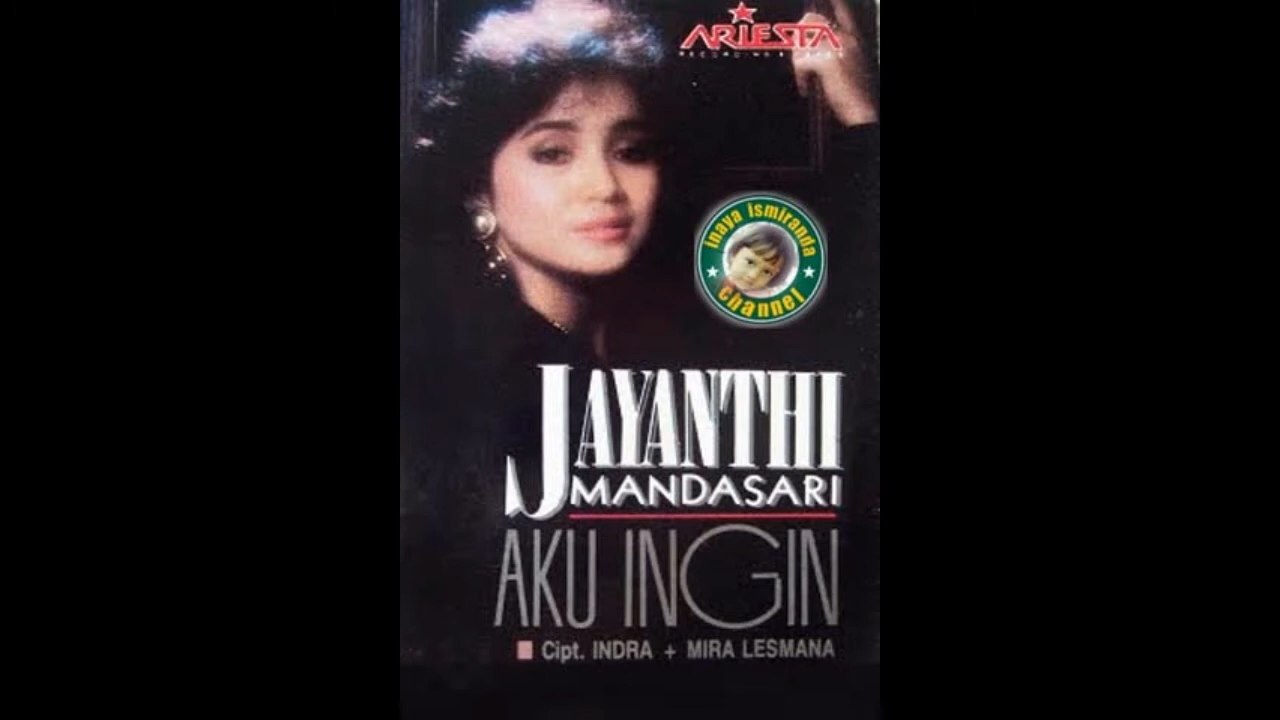 ARIESTA
inaya ismiranda
channel
JAYANTHI
MANDASARI
AKU INGIN
Cipt. INDRA + MIRA LESMANA